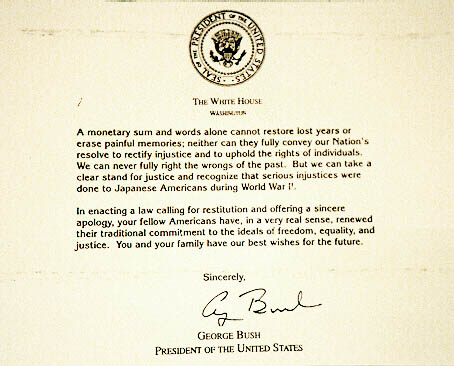 SEAL OF THE PRESIDENT OF THE UNITED STATES
THE WHITE HOUSE
WASHINGTON
A monetary sum and words alone cannot restore lost years or
erase painful memories; neither can they fully convey our Nation's
resolve to rectify injustice and to uphold the rights of individuals.
We can never fully right the wrongs of the past. But we can take a
clear stand for justice and recognize that serious injustices were
done to Japanese Americans during World War II.
In enacting a law calling for restitution and offering a sincere
apology, your fellow Americans have, in a very real sense, renewed
their traditional commitment to the ideals of freedom, equality, and
justice. You and your family have our best wishes for the future.
Sincerely,
GEORGE BUSH
PRESIDENT OF THE UNITED STATES